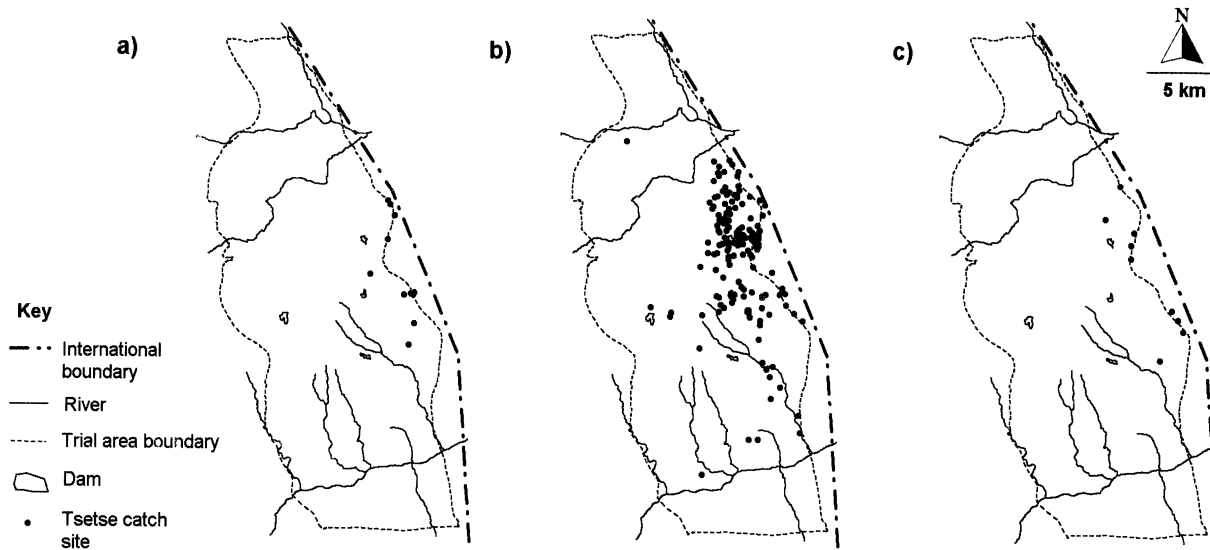 a)
b)
c)
N
5 km
Key
International
boundary
River
Trial area boundary
Dam
Tsetse catch
site